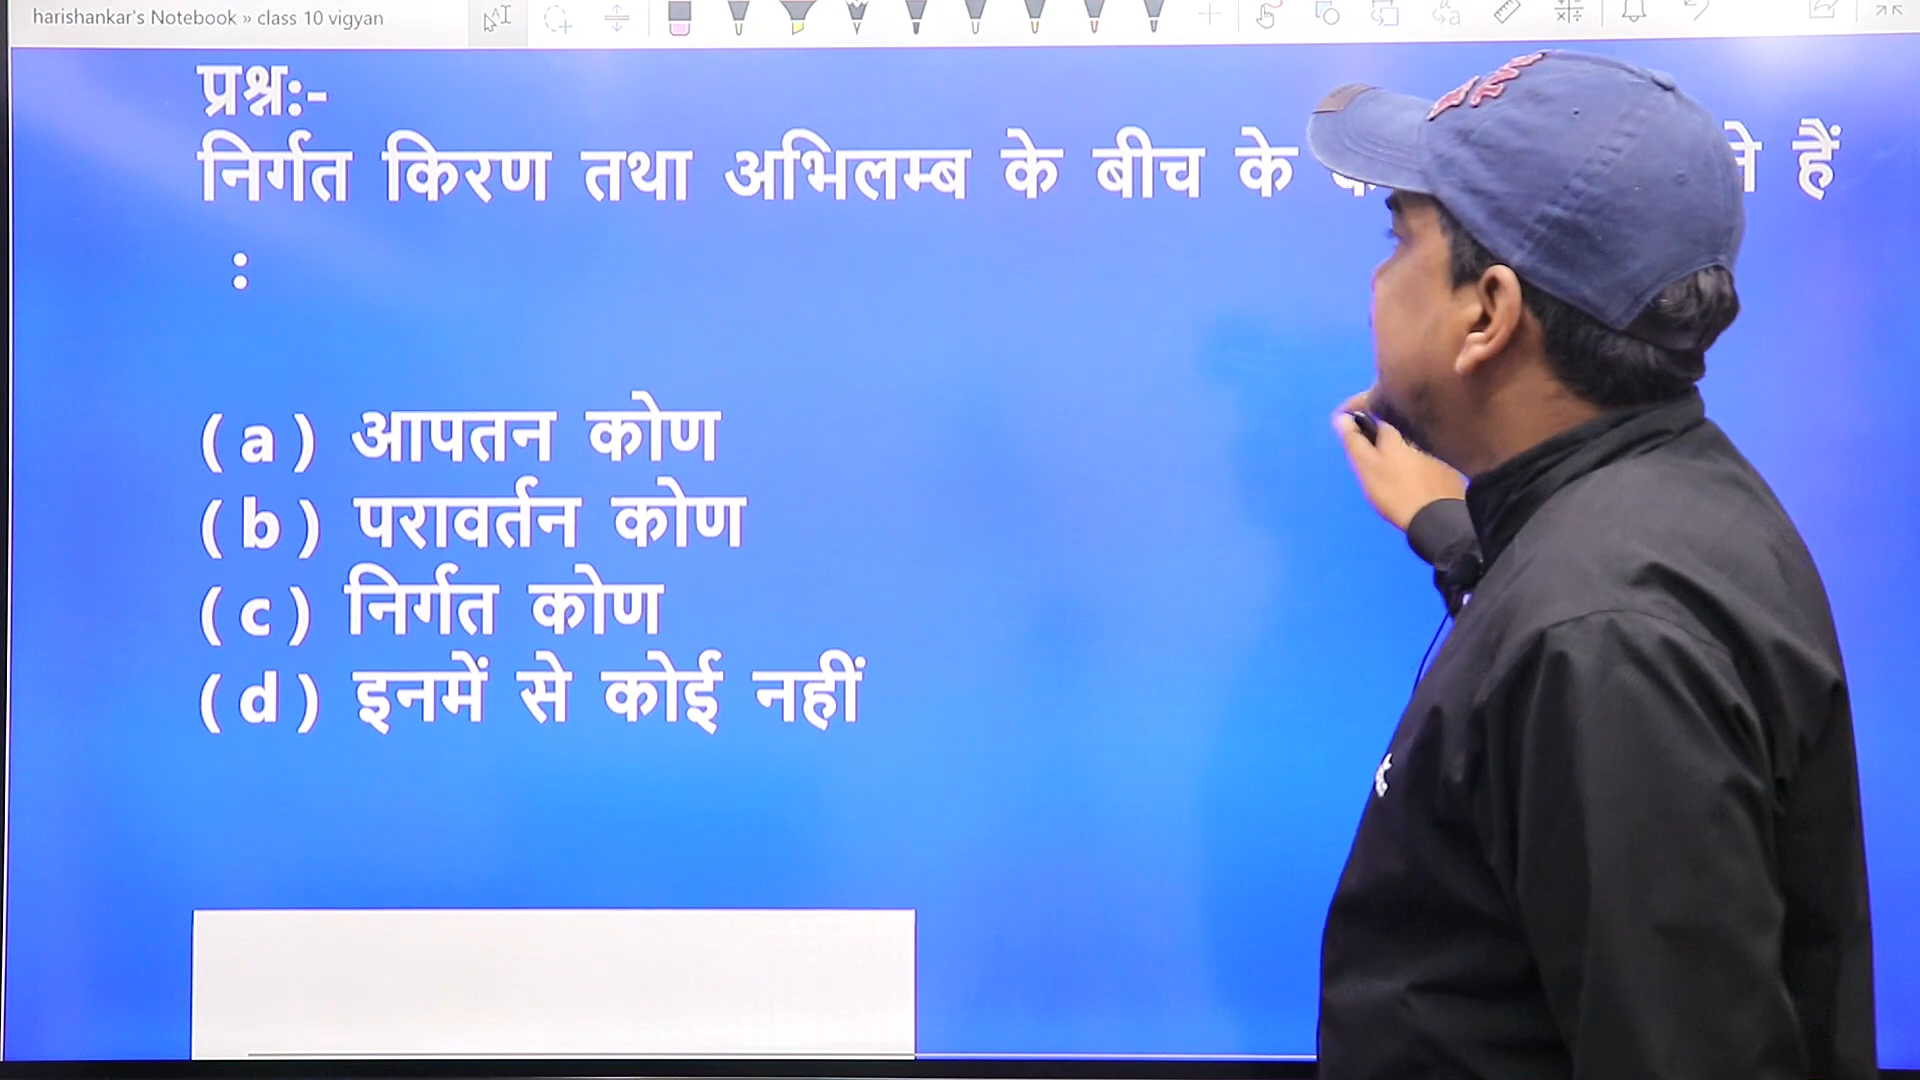 harishankar's Notebook » class 10 vigyan
प्रश्न:-
निर्गत किरण तथा अभिलम्ब के बीच के हैं
:
(a) आपतन कोण
(b) परावर्तन कोण
(c) निर्गत कोण
(d) इनमें से कोई नहीं